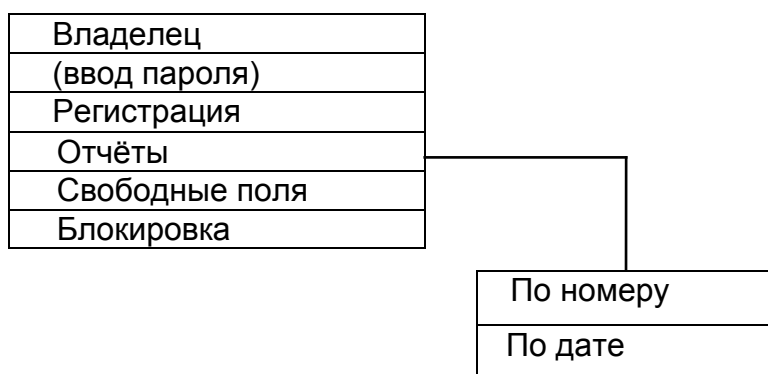 Владелец
(ввод пароля)
Регистрация
Отчёты
Свободные поля
Блокировка
По номеру
По дате